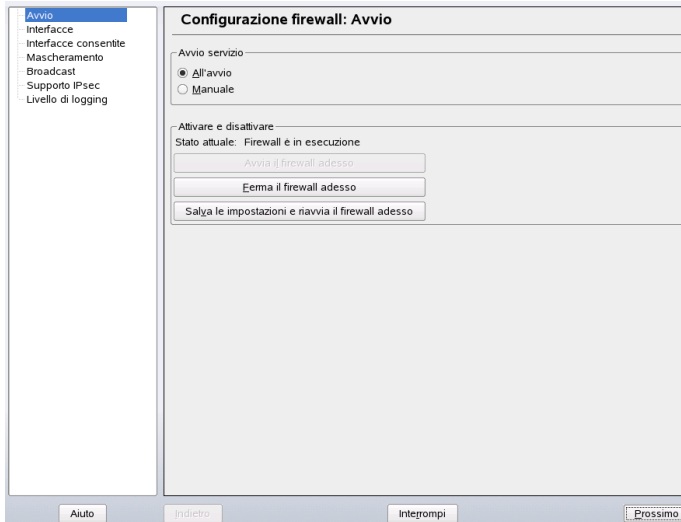 Avvio
Interfacce
Interfacce consentite
Mascheramento
Broadcast
Supporto IPsec
Livello di logging
Configurazione firewall: Avvio
Avvio servizio
All'avvio
Manuale
Attivare e disattivare
Stato attuale: Firewall è in esecuzione
Avvia il firewall adesso
Ferma il firewall adesso
Salva le impostazioni e riavvia il firewall adesso
Aiuto
Indietro
Interrompi
Prossimo